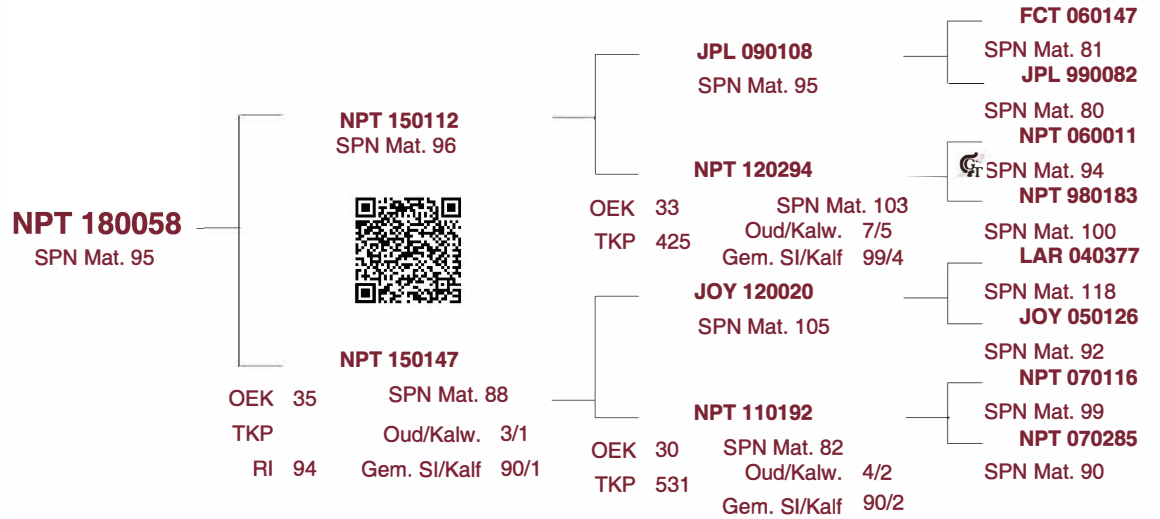 NPT 180058
SPN Mat. 95
NPT 150112
SPN Mat. 96
NPT 150147
OEK 35 SPN Mat. 88
TKP Oud/Kalw. 3/1
RI 94 Gem. SI/Kalf 90/1
JPL 090108
SPN Mat. 95
NPT 120294
OEK 33 SPN Mat. 103
TKP 425 Oud/Kalw. 7/5
Gem. SI/Kalf 99/4
JOY 120020
SPN Mat. 105
NPT 110192
OEK 30 SPN Mat. 82
TKP 531 Oud/Kalw. 4/2
Gem. SI/Kalf 90/2
FCT 060147
SPN Mat. 81
JPL 990082
SPN Mat. 80
NPT 060011
GT SPN Mat. 94
NPT 980183
SPN Mat. 100
LAR 040377
SPN Mat. 118
JOY 050126
SPN Mat. 92
NPT 070116
SPN Mat. 99
NPT 070285
SPN Mat. 90